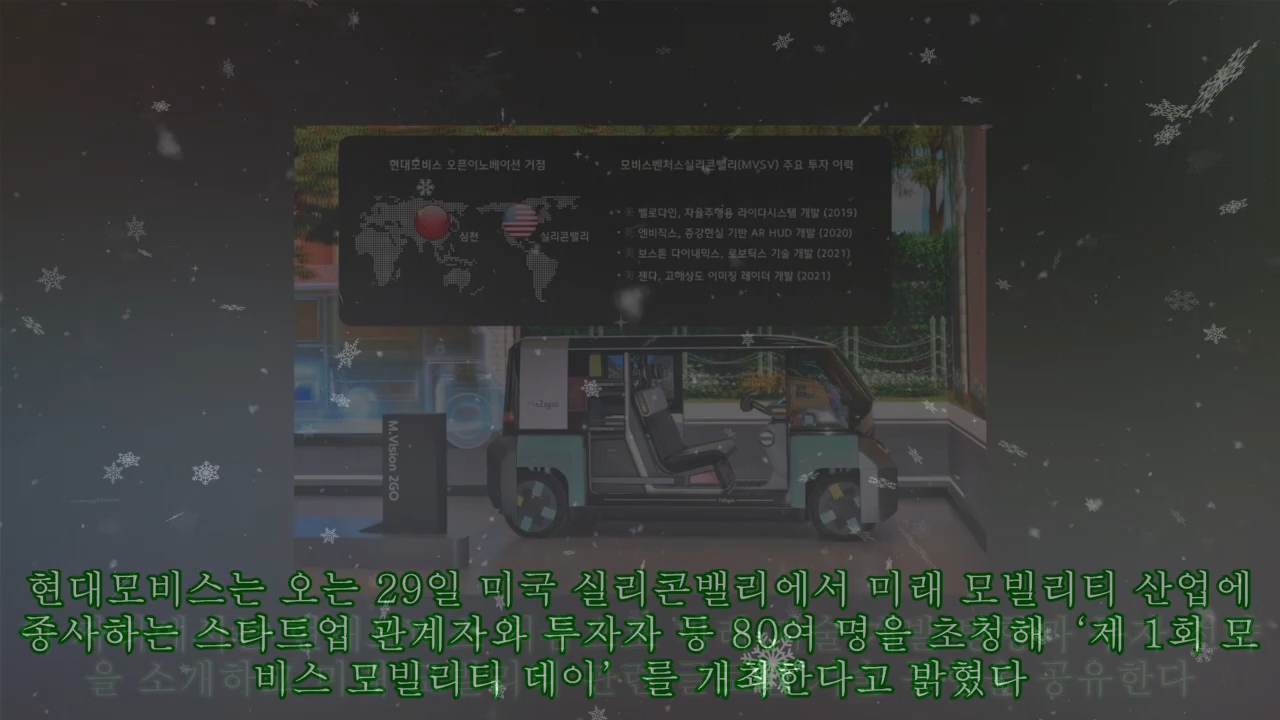 현대모비스 오픈이노베이션 거점
모비스벤처스실리콘밸리(MVSV) 주요 투자 이력
심천
실리콘밸리
• 벨로다인, 자율주행용 라이다시스템 개발 (2019)
• 엔비직스, 증강현실 기반 AR HUD 개발 (2020)
• 보스톤 다이내믹스, 로보틱스 기술 개발 (2021)
• 젠다, 고해상도 이미징 레이더 개발 (2021)
M.Vision 2GO
현대모비스는 오는 29일 미국 실리콘밸리에서 미래 모빌리티 산업에
종사하는 스타트업 관계자와 투자자 등 80여 명을 초청해 ‘제 1회 모
비스 모빌리티 데이’ 를 개최한다고 밝혔다
을 소개하
공유한다